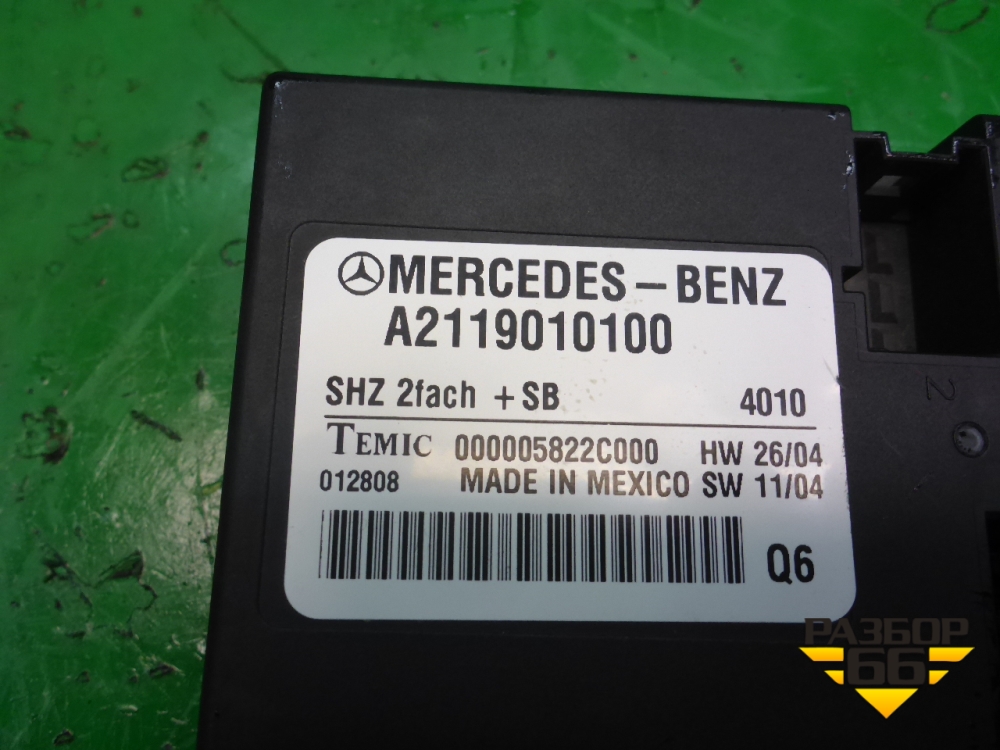 MERCEDES-BENZ
A2119010100
SHZ 2fach +SB 4010
TEMIC 000005822C000 HW 26/04
012808 MADE IN MEXICO SW 11/04
Q6
2
РАЗБОР
66